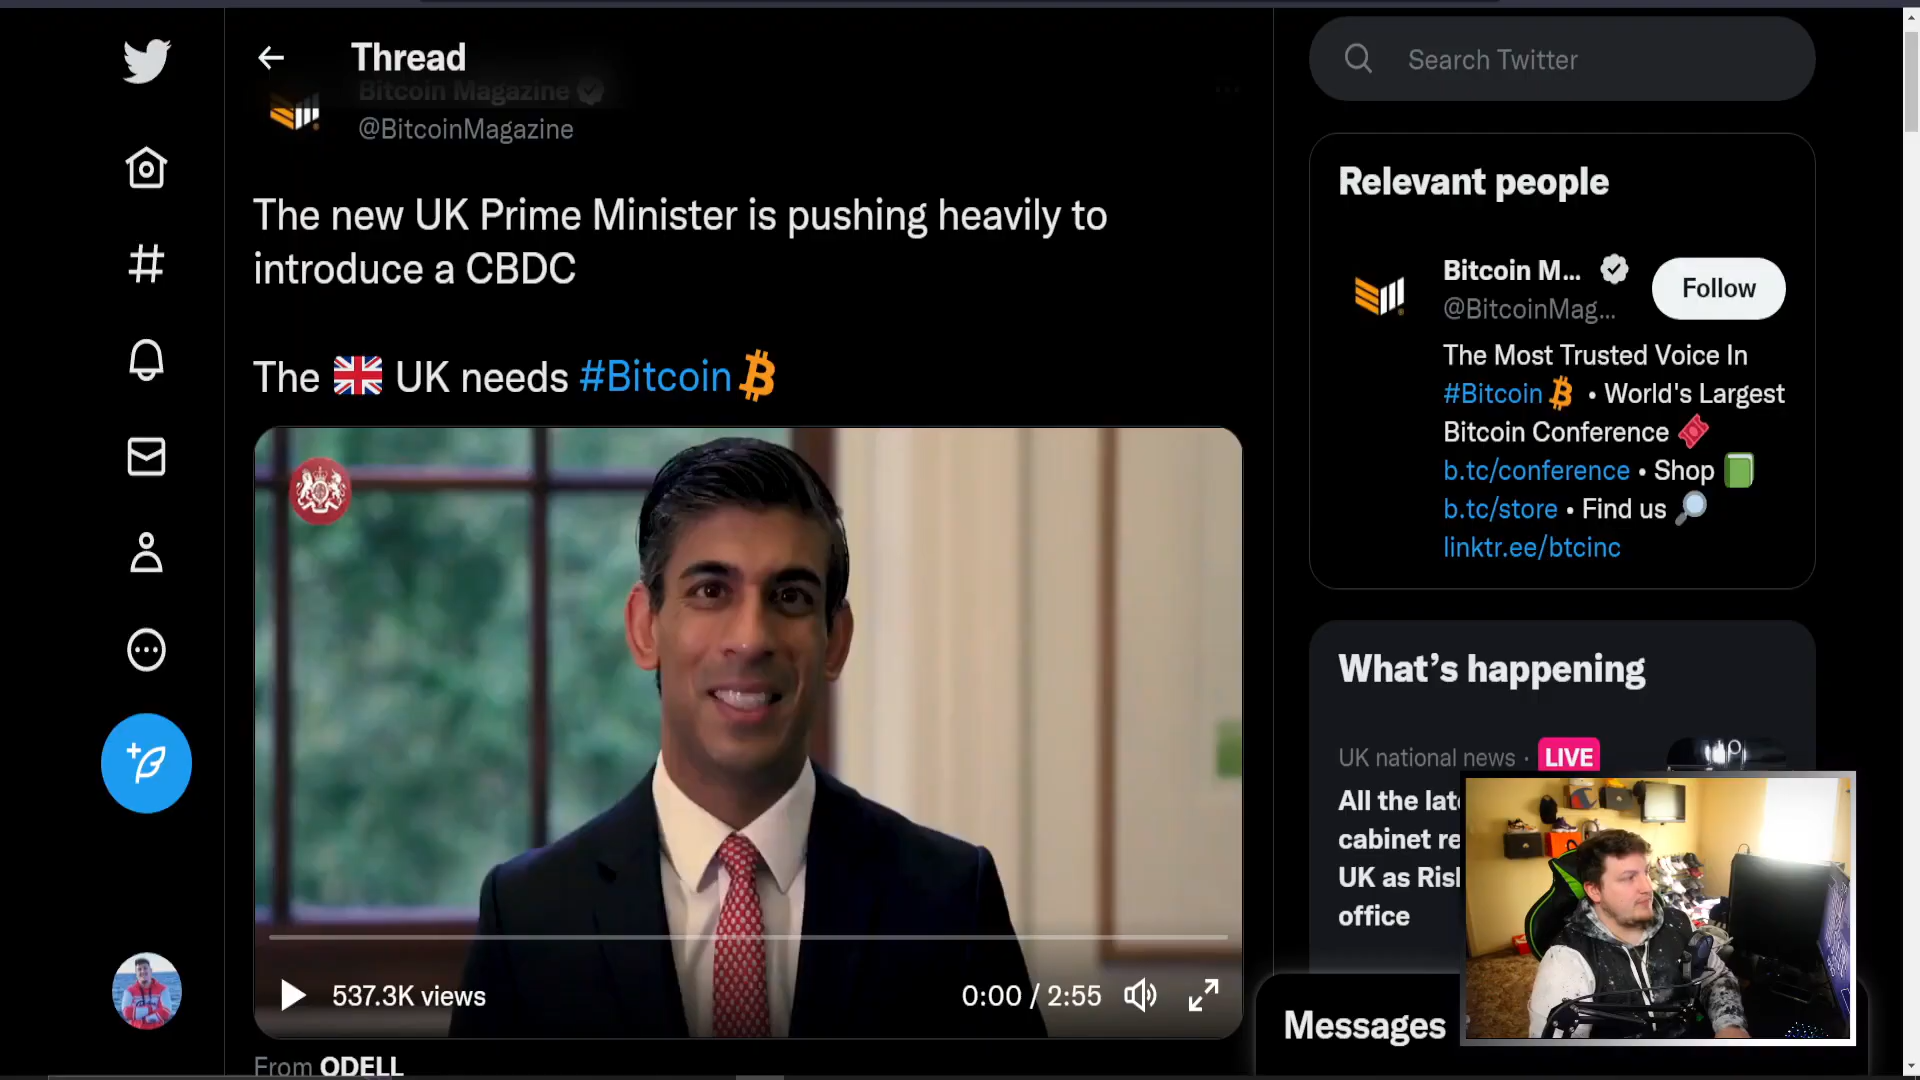 Thread
Bitcoin Magazine
@BitcoinMagazine
The new UK Prime Minister is pushing heavily to
introduce a CBDC
The 🇬🇧 UK needs #Bitcoin
537.3K views
0:00 / 2:55
From ODELL
Search Twitter
Relevant people
Bitcoin M...
@BitcoinMag...
Follow
The Most Trusted Voice In
#Bitcoin • World's Largest
Bitcoin Conference 🎟️
b.tc/conference • Shop 📗
b.tc/store • Find us 🔎
linktr.ee/btcinc
What's happening
UK national news · LIVE
All the
cabinet
UK as
office
Messages